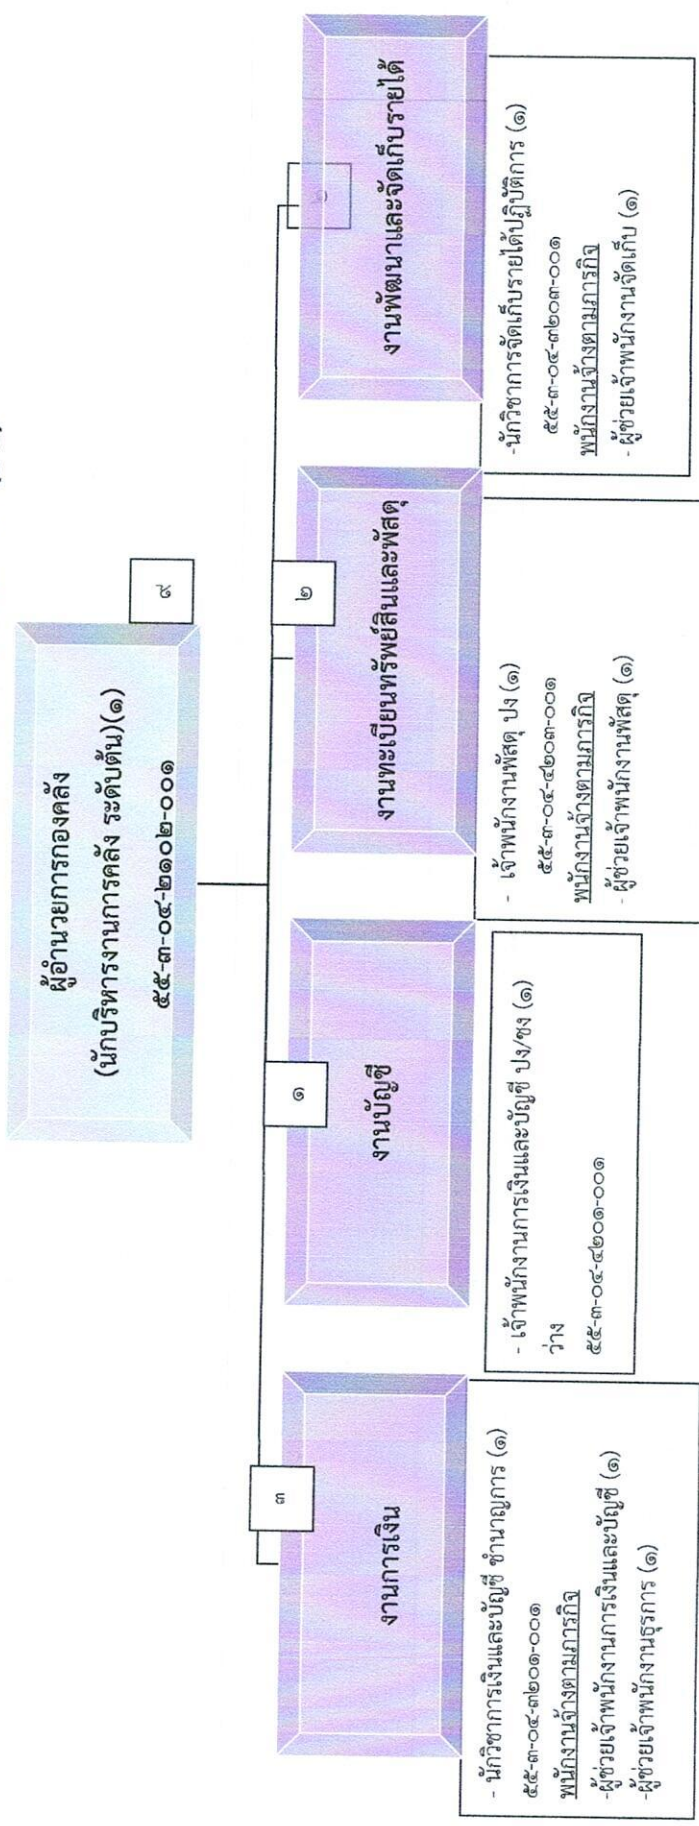 ผู้อำนวยการกองคลัง
(นักบริหารงานการคลัง ระดับต้น)(๑)
๕๕-๓-๐๔-๒๑๐๒-๐๐๑
๙
๓
งานการเงิน
- นักวิชาการเงินและบัญชี ชำนาญการ (๑)
๕๕-๓-๐๔-๓๒๐๑-๐๐๑
พนักงานจ้างตามภารกิจ
-ผู้ช่วยเจ้าพนักงานการเงินและบัญชี (๑)
-ผู้ช่วยเจ้าพนักงานธุรการ (๑)
๑
งานบัญชี
- เจ้าพนักงานการเงินและบัญชี ปง/ชง (๑)
ว่าง
๕๕-๓-๐๔-๔๒๐๑-๐๐๑
๒
งานทะเบียนทรัพย์สินและพัสดุ
- เจ้าพนักงานพัสดุ ปง (๑)
๕๕-๓-๐๔-๔๒๐๓-๐๐๑
พนักงานจ้างตามภารกิจ
- ผู้ช่วยเจ้าพนักงานพัสดุ (๑)
๒
งานพัฒนาและจัดเก็บรายได้
-นักวิชาการจัดเก็บรายได้ปฏิบัติการ (๑)
๕๕-๓-๐๔-๓๒๐๓-๐๐๑
พนักงานจ้างตามภารกิจ
- ผู้ช่วยเจ้าพนักงานจัดเก็บ (๑)